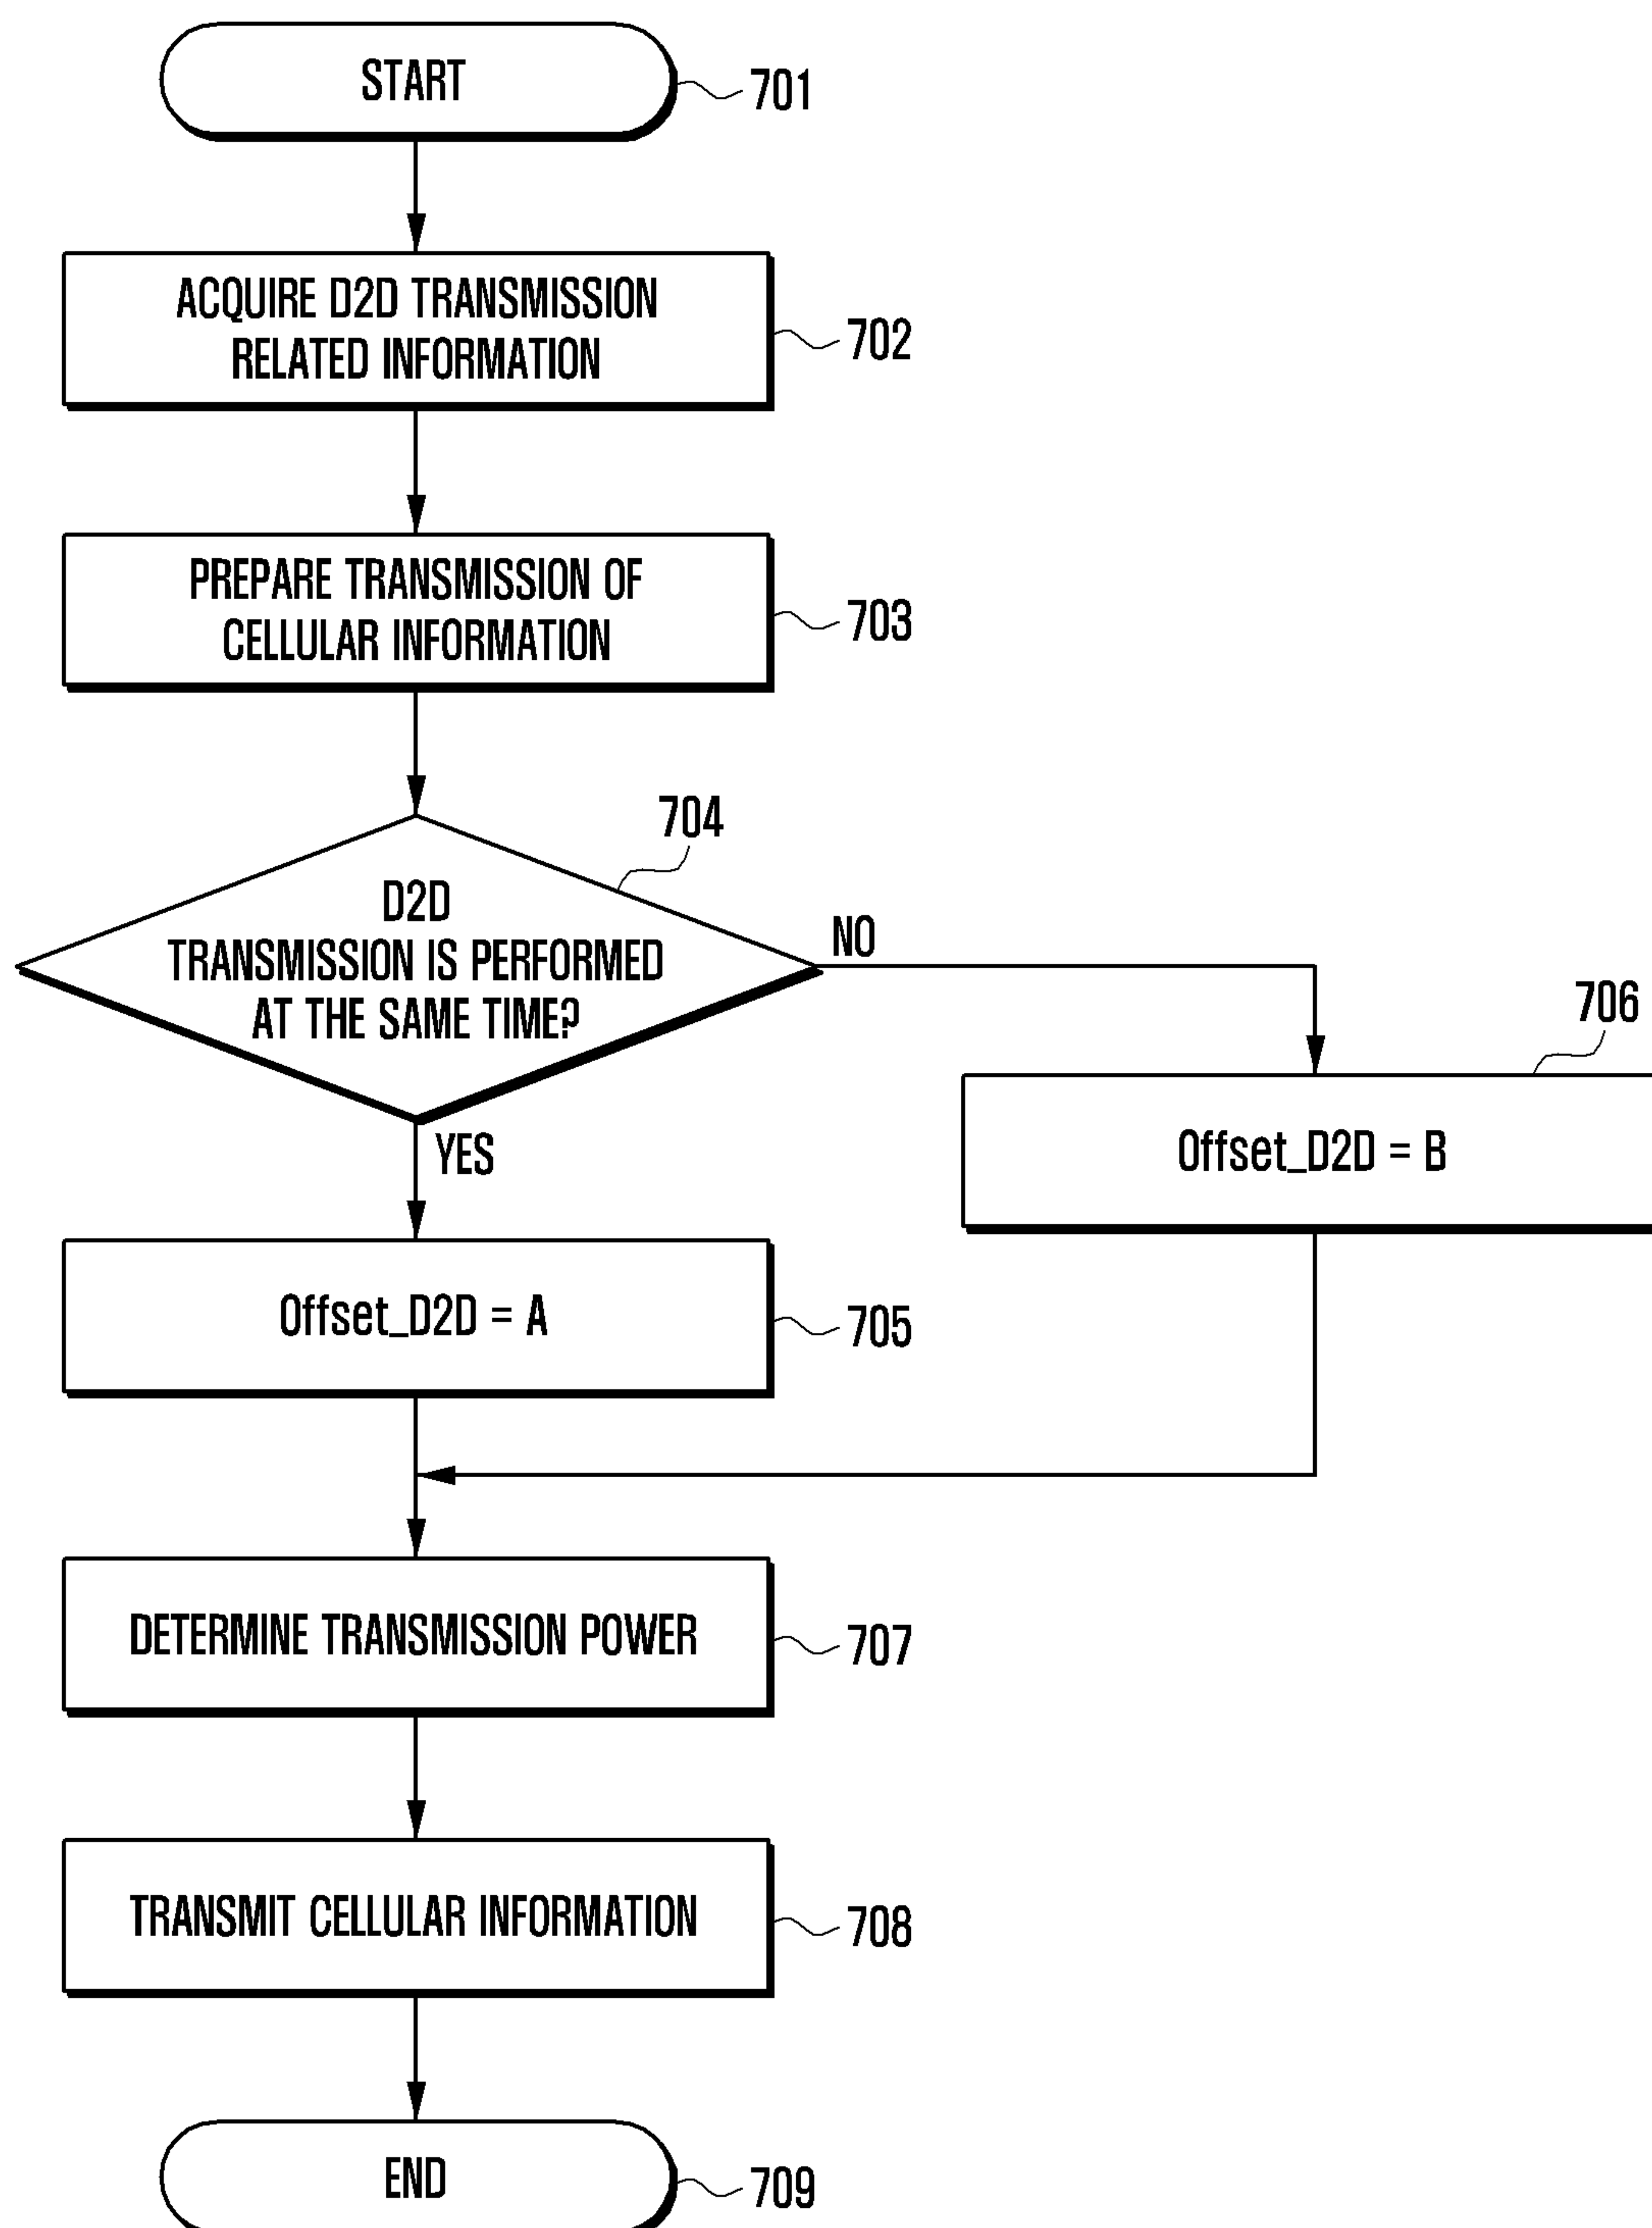 START
701
ACQUIRE D2D TRANSMISSION
RELATED INFORMATION
702
PREPARE TRANSMISSION OF
CELLULAR INFORMATION
703
704
D2D
TRANSMISSION IS PERFORMED
AT THE SAME TIME?
NO
YES
706
Offset_D2D = B
Offset_D2D = A
705
DETERMINE TRANSMISSION POWER
707
TRANSMIT CELLULAR INFORMATION
708
END
709